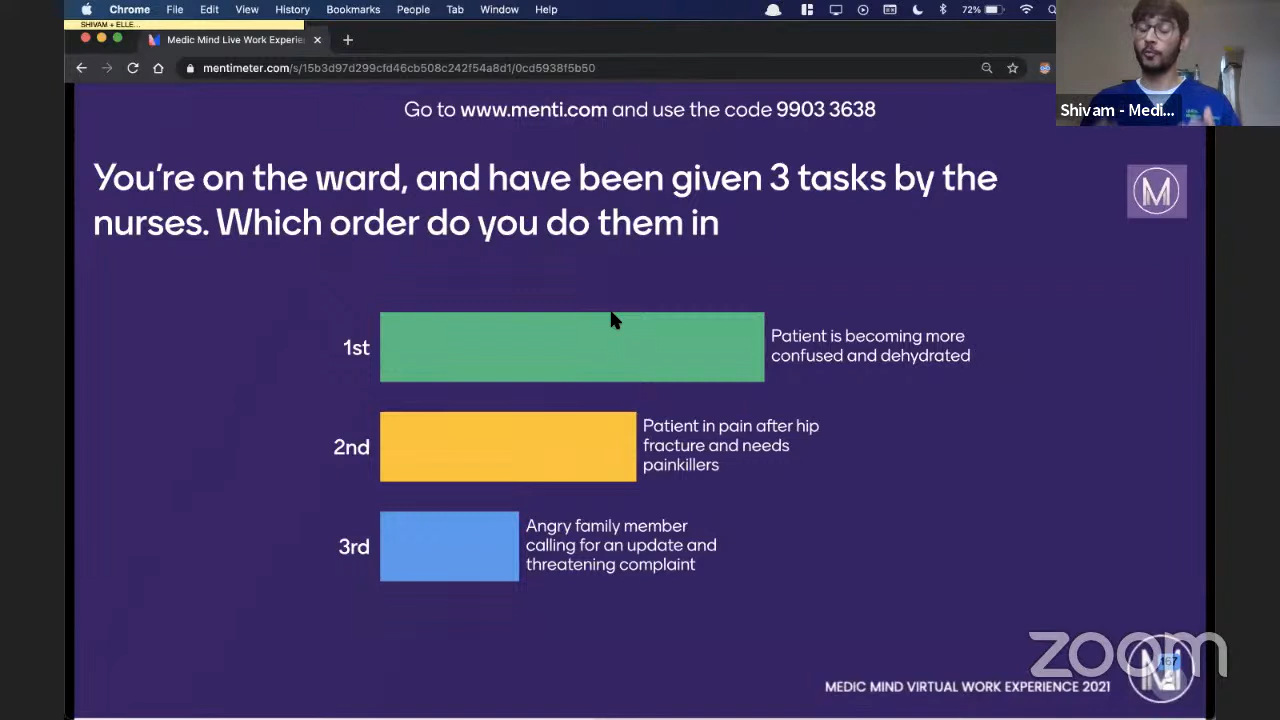 SHIVAM + ELLE...
Chrome File Edit View History Bookmarks People Tab Window Help 72%
Medic Mind Live Work Experie
mentimeter.com/s/15b3d97d299cfd46cb508c242f54a8d1/0cd5938f5b50
Shivam - Medi...
Go to www.menti.com and use the code 9903 3638
You’re on the ward, and have been given 3 tasks by the
nurses. Which order do you do them in
1st
Patient is becoming more
confused and dehydrated
2nd
Patient in pain after hip
fracture and needs
painkillers
3rd
Angry family member
calling for an update and
threatening complaint
zoom
167
MEDIC MIND VIRTUAL WORK EXPERIENCE 2021